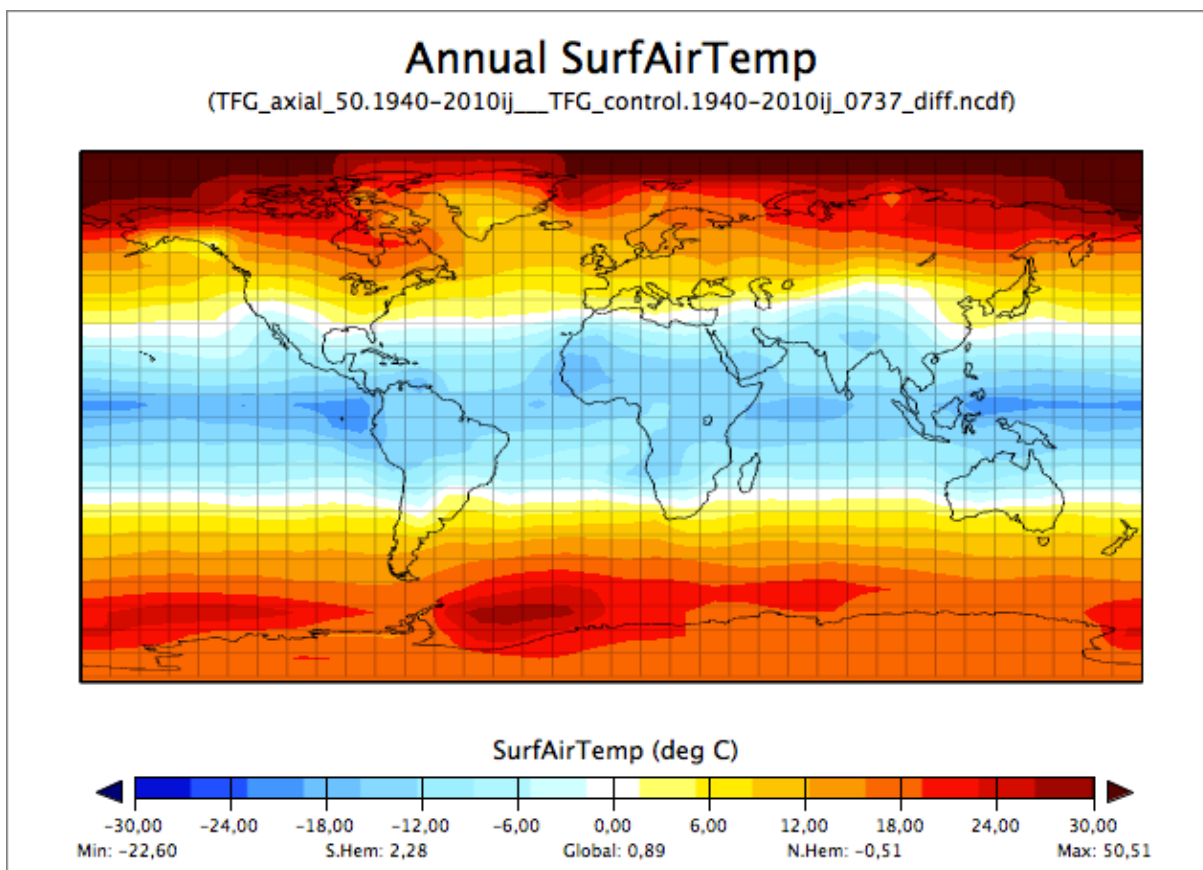 Annual SurfAirTemp
(TFG_axial_50.1940-2010ij___TFG_control.1940-2010ij_0737_diff.ncdf)
SurfAirTemp (deg C)
-30,00 -24,00 -18,00 -12,00 -6,00 0,00 6,00 12,00 18,00 24,00 30,00
Min: -22,60 S.Hem: 2,28 Global: 0,89 N.Hem: -0,51 Max: 50,51